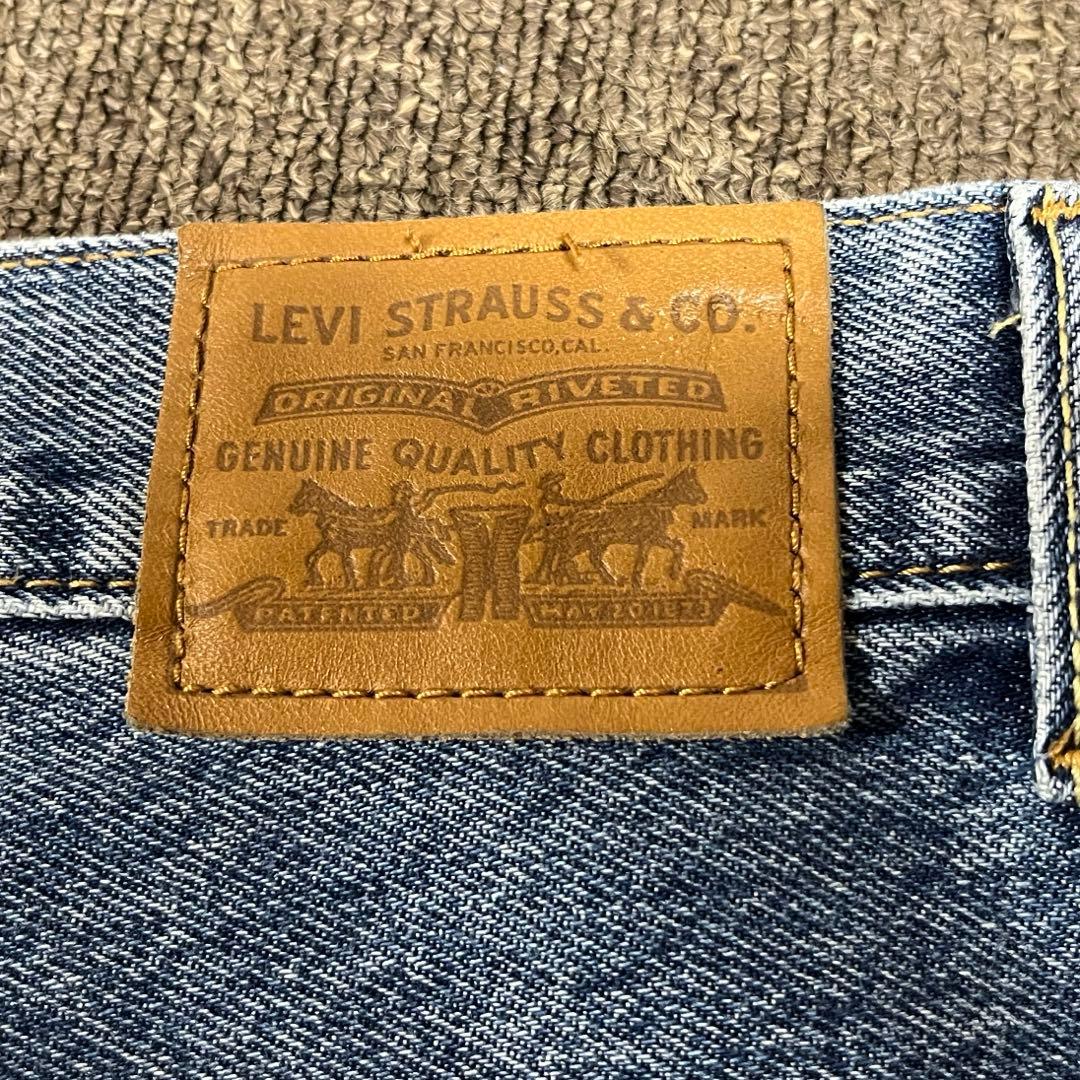 LEVI STRAUSS & CO.
SAN FRANCISCO, CAL.
ORIGINAL RIVETED
GENUINE QUALITY CLOTHING
TRADE MARK
PATENTED MAY 20 1873